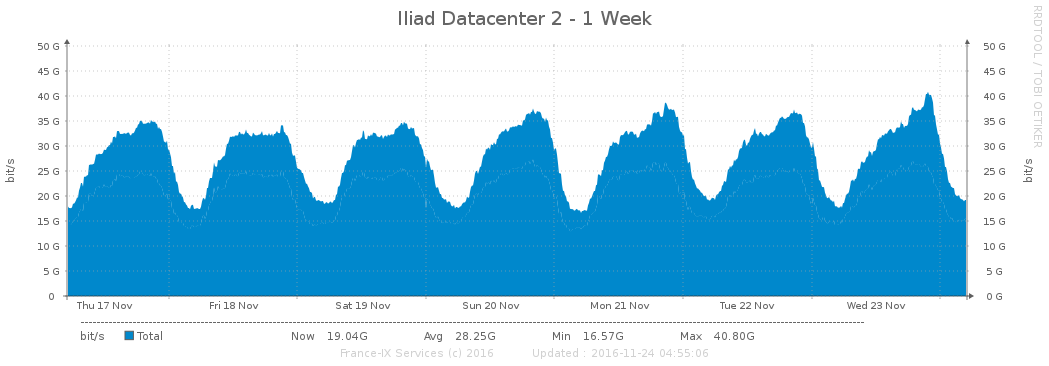 Iliad Datacenter 2 - 1 Week
RRDTOOL / TOBI OETIKER
bit/s
50 G 50 G
45 G 45 G
40 G 40 G
35 G 35 G
30 G 30 G
25 G 25 G
20 G 20 G
15 G 15 G
10 G 10 G
5 G 5 G
0 0 G
bit/s
Thu 17 Nov Fri 18 Nov Sat 19 Nov Sun 20 Nov Mon 21 Nov Tue 22 Nov Wed 23 Nov
bit/s Total Now 19.04G Avg 28.25G Min 16.57G Max 40.80G
France-IX Services (c) 2016 Updated : 2016-11-24 04:55:06